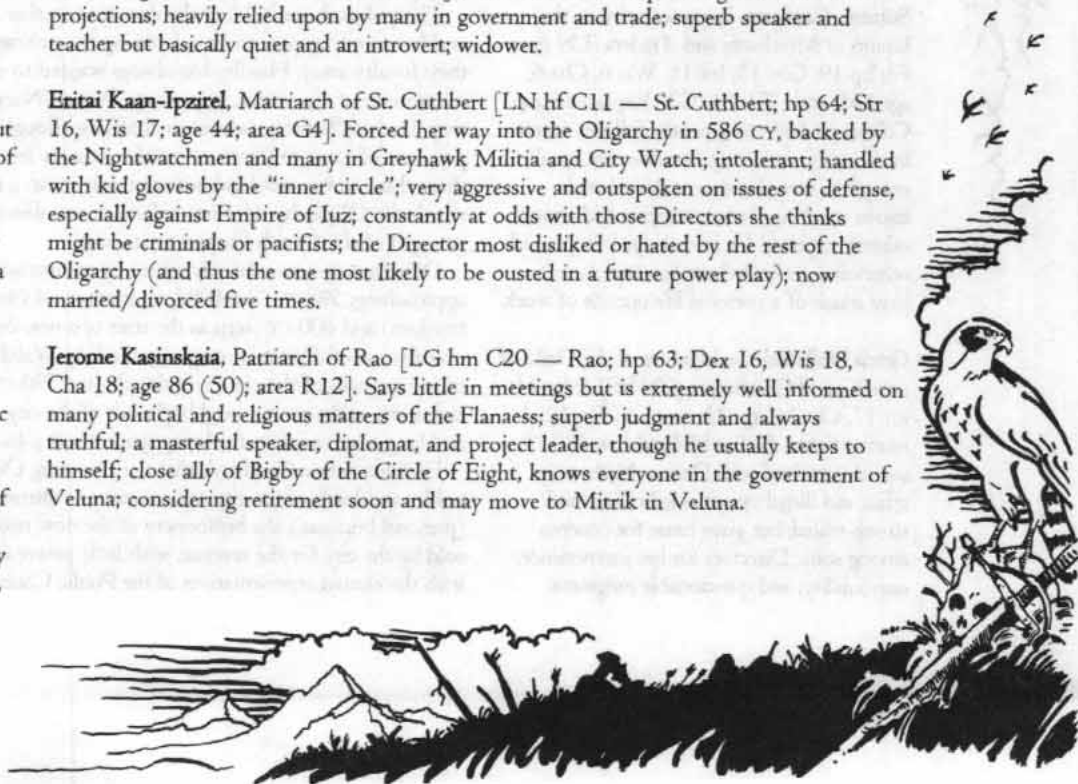 projections; heavily relied upon by many in government and trade; superb speaker and
teacher but basically quiet and an introvert; widower.
Eritai Kaan-Ipzirel, Matriarch of St. Cuthbert [LN hf C11 — St. Cuthbert; hp 64; Str
16, Wis 17; age 44; area G4]. Forced her way into the Oligarchy in 586 CY, backed by
the Nightwatchmen and many in Greyhawk Militia and City Watch; intolerant; handled
with kid gloves by the “inner circle”; very aggressive and outspoken on issues of defense,
especially against Empire of Iuz; constantly at odds with those Directors she thinks
might be criminals or pacifists; the Director most disliked or hated by the rest of the
Oligarchy (and thus the one most likely to be ousted in a future power play); now
married/divorced five times.
Jerome Kasinskaia, Patriarch of Rao [LG hm C20 — Rao; hp 63; Dex 16, Wis 18,
Cha 18; age 86 (50); area R12]. Says little in meetings but is extremely well informed on
many political and religious matters of the Flanaess; superb judgment and always
truthful; a masterful speaker, diplomat, and project leader, though he usually keeps to
himself; close ally of Bigby of the Circle of Eight, knows everyone in the government of
Veluna; considering retirement soon and may move to Mitrik in Veluna.